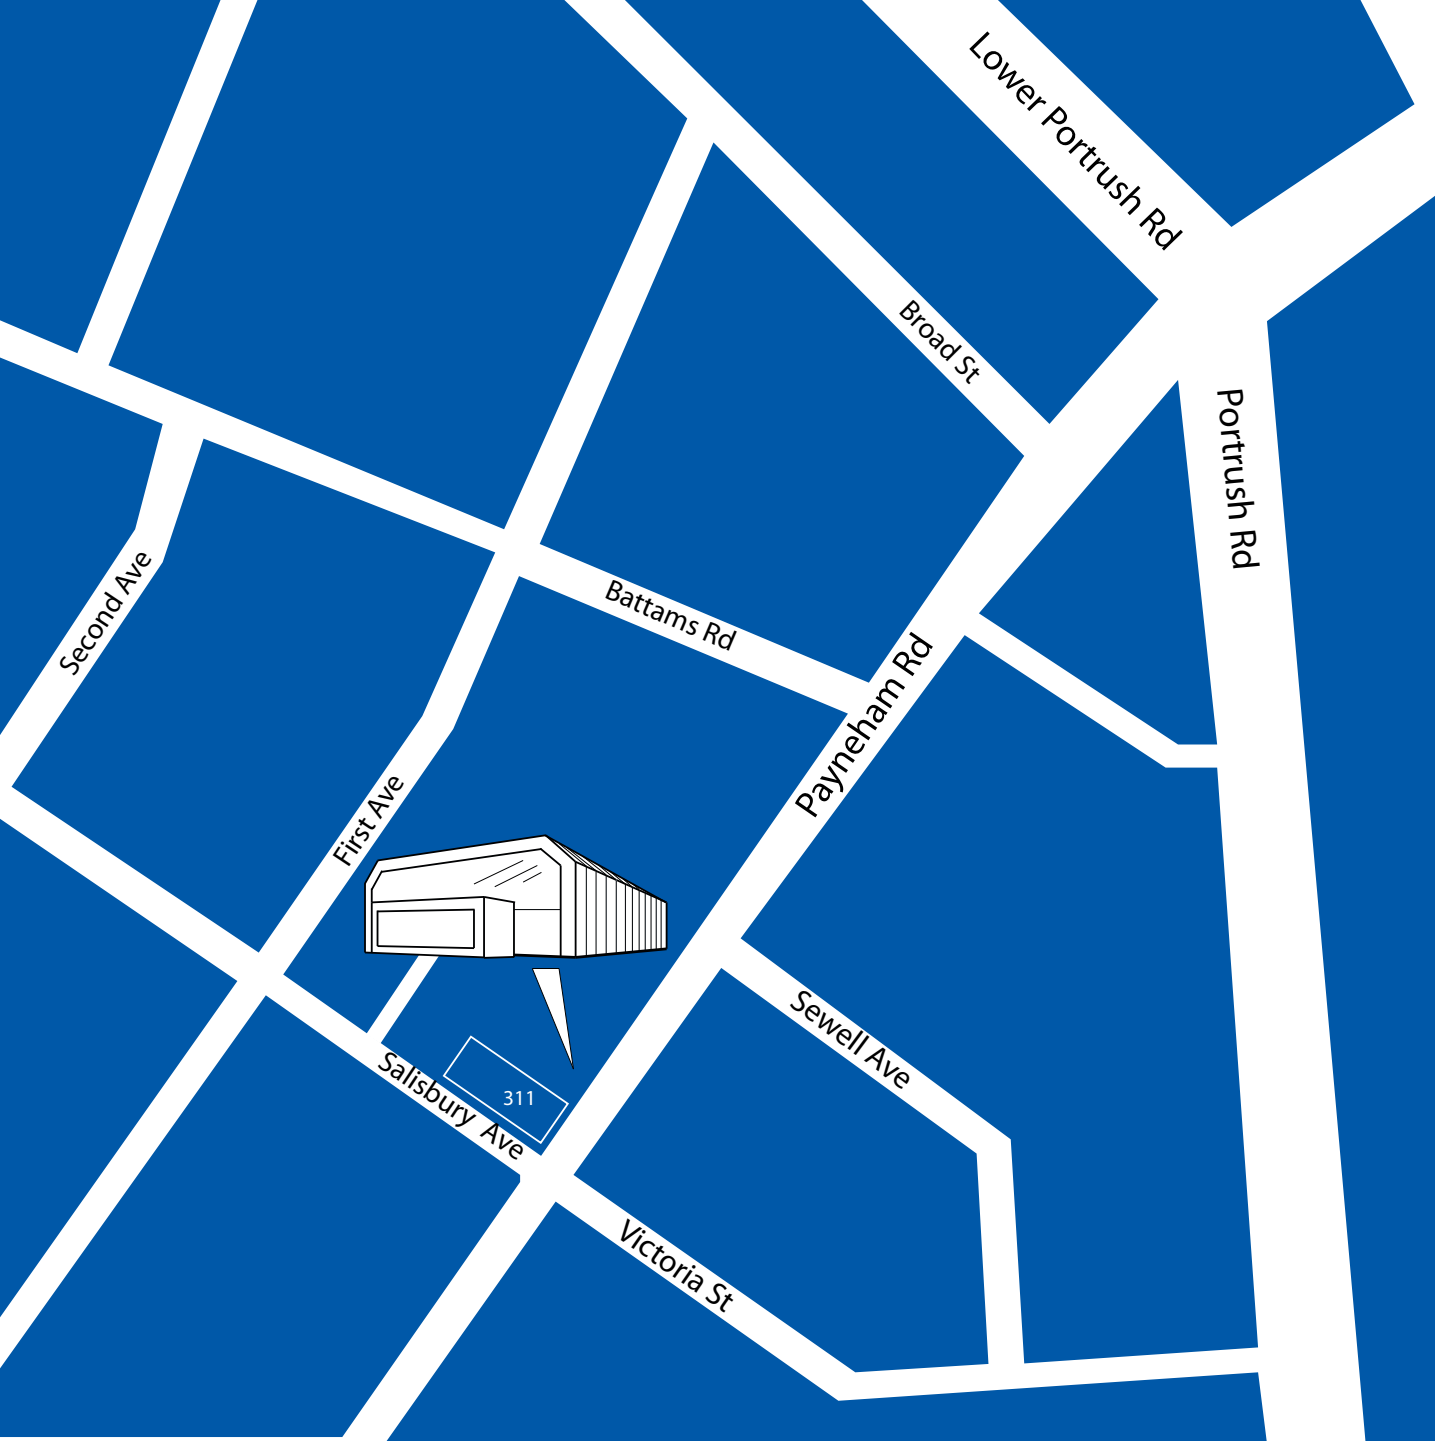 Lower Portrush Rd
Broad St
Portrush Rd
Second Ave
Battams Rd
Payneham Rd
First Ave
Sewell Ave
Salisbury Ave
311
Victoria St